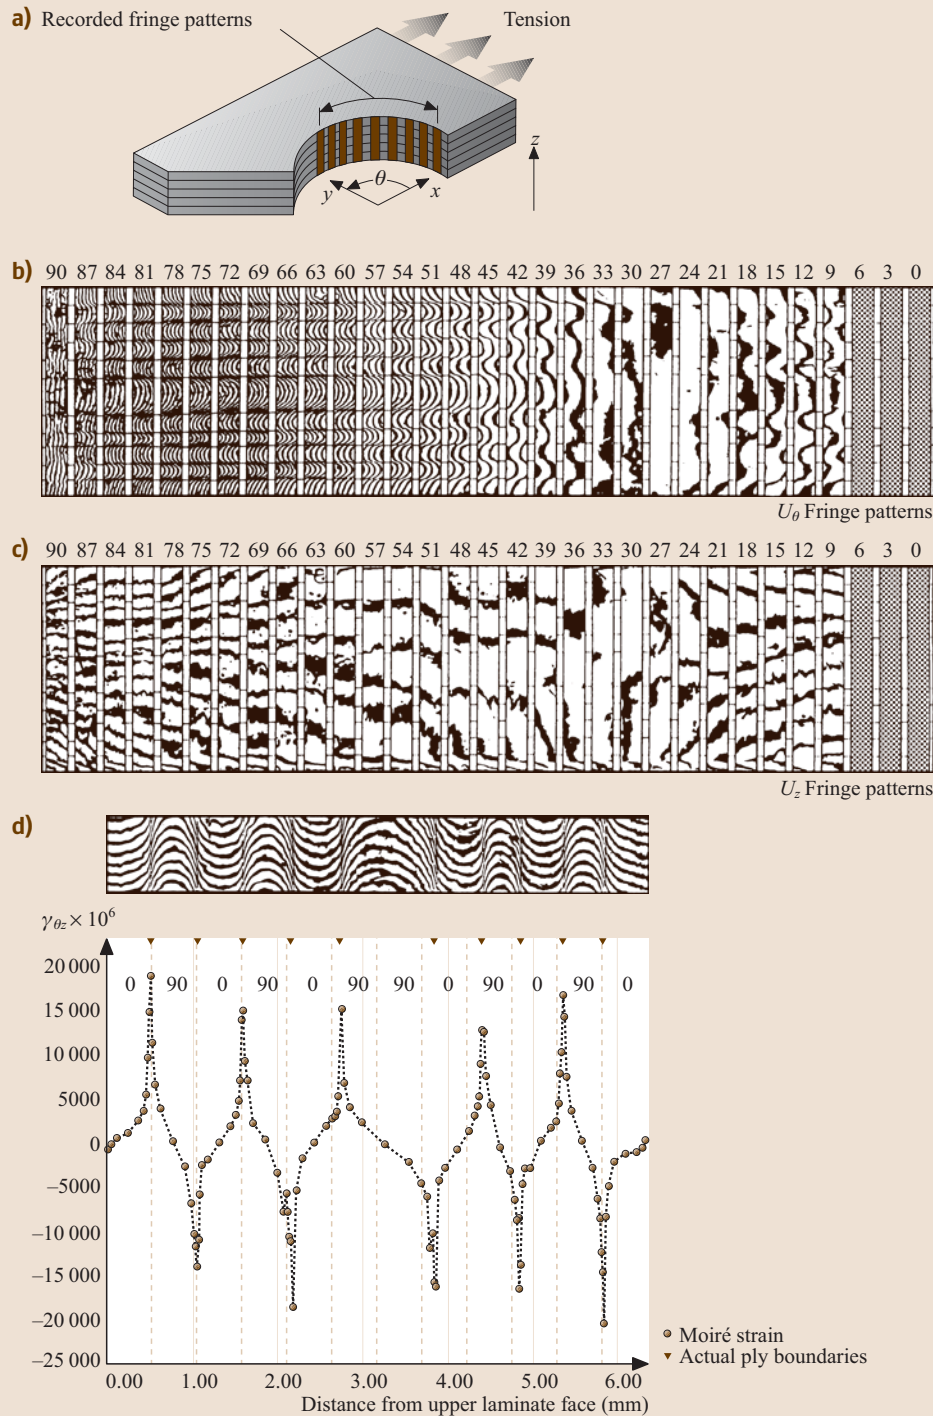 a) Recorded fringe patterns
Tension
z
y θ x
b)
90 87 84 81 78 75 72 69 66 63 60 57 54 51 48 45 42 39 36 33 30 27 24 21 18 15 12 9 6 3 0
Uθ Fringe patterns
c)
90 87 84 81 78 75 72 69 66 63 60 57 54 51 48 45 42 39 36 33 30 27 24 21 18 15 12 9 6 3 0
Uz Fringe patterns
d)
γθz × 10⁶
20 000
0 90 0 90 0 90 90 0 90 0 90 0
15 000
10 000
5000
0
−5000
−10 000
−15 000
−20 000
−25 000
Moiré strain
Actual ply boundaries
0.00 1.00 2.00 3.00 4.00 5.00 6.00
Distance from upper laminate face (mm)